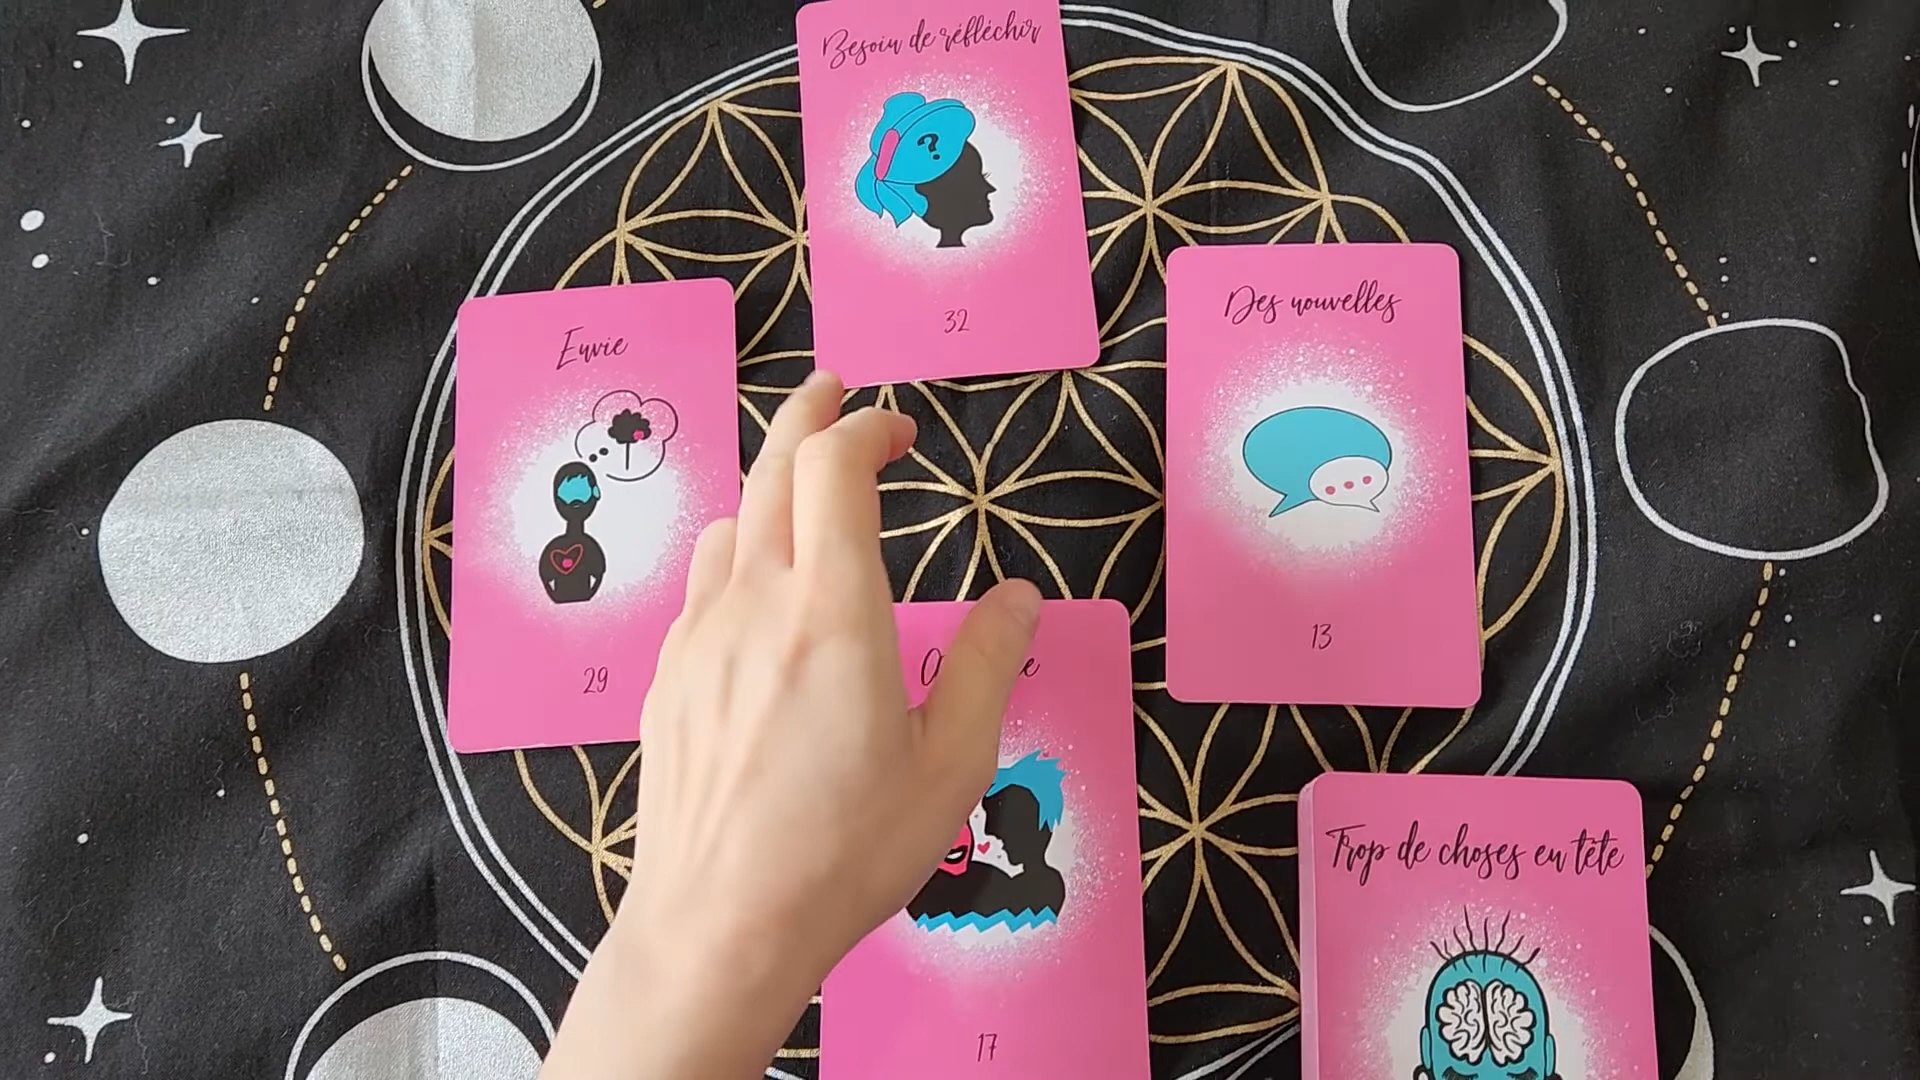 Besoin de réfléchir
?
32
Envie
29
Des nouvelles
13
17
Trop de choses en tête